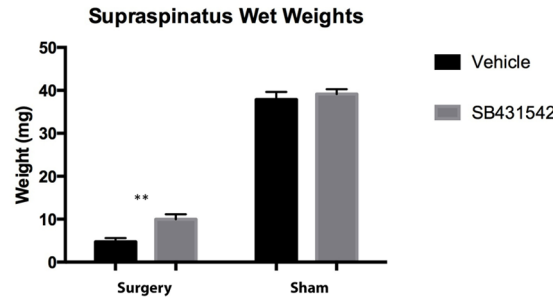 Supraspinatus Wet Weights
50
40
30
20
10
0
Weight (mg)
**
Surgery
Sham
Vehicle
SB431542